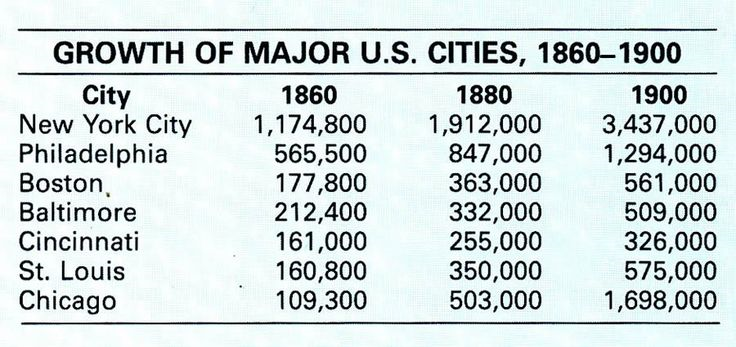 GROWTH OF MAJOR U.S. CITIES, 1860–1900
City 1860 1880 1900
New York City 1,174,800 1,912,000 3,437,000
Philadelphia 565,500 847,000 1,294,000
Boston 177,800 363,000 561,000
Baltimore 212,400 332,000 509,000
Cincinnati 161,000 255,000 326,000
St. Louis 160,800 350,000 575,000
Chicago 109,300 503,000 1,698,000